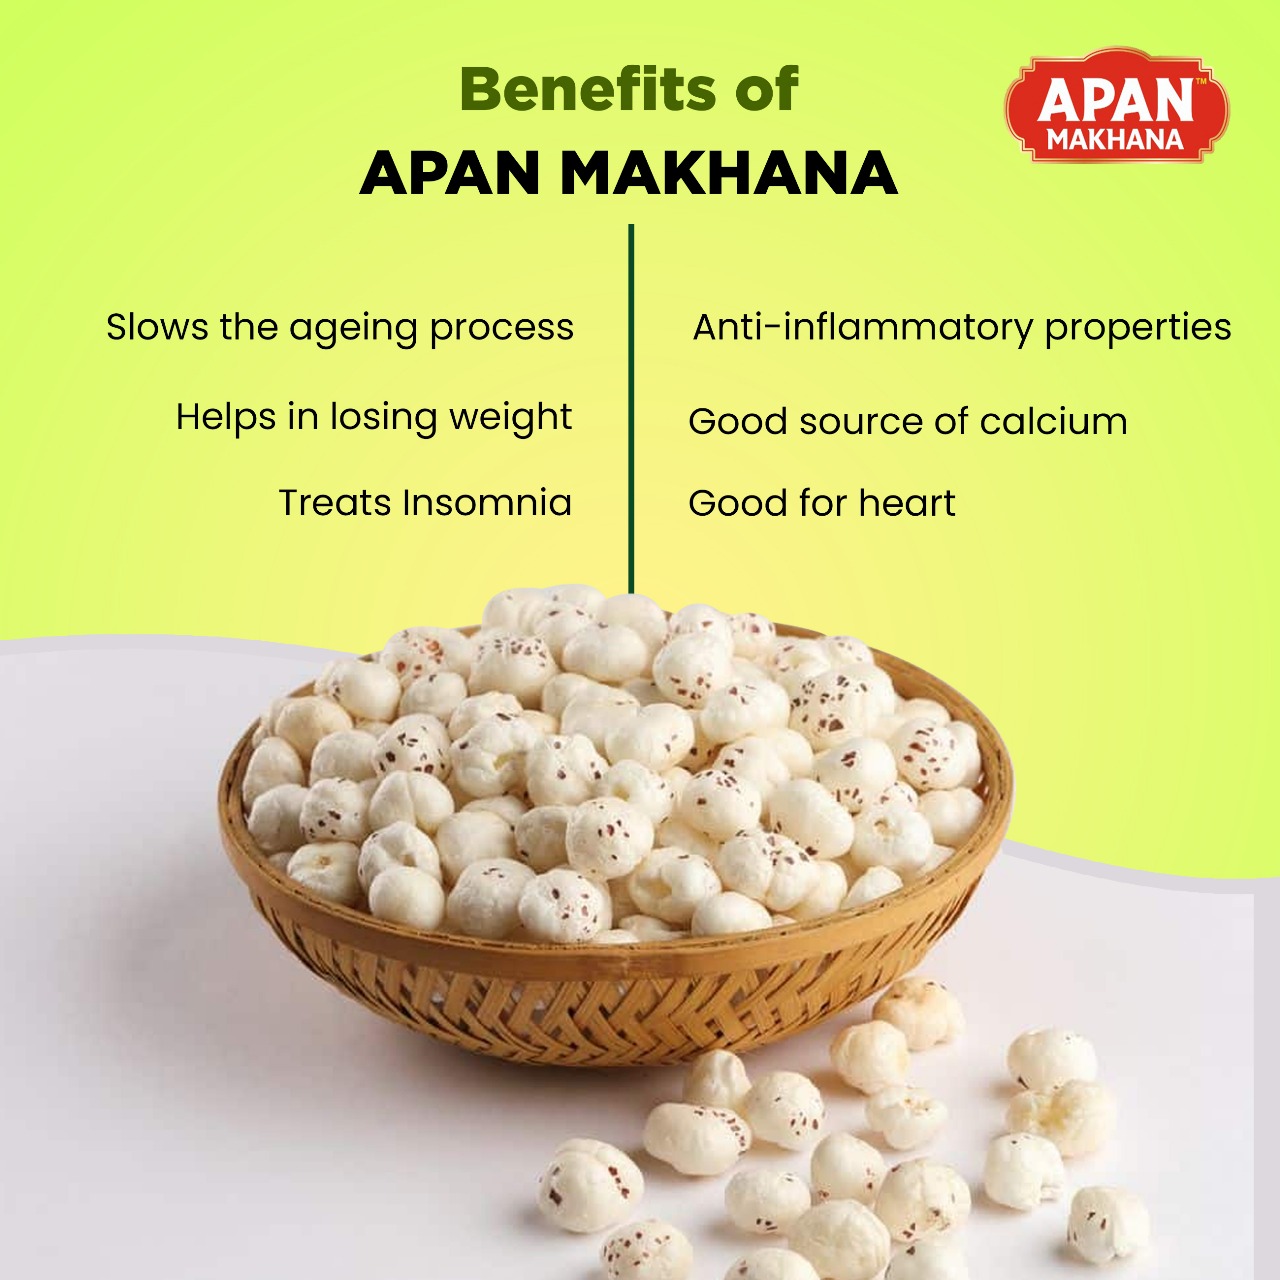 Benefits of
APAN MAKHANA
APAN™
MAKHANA
Slows the ageing process
Helps in losing weight
Treats Insomnia
Anti-inflammatory properties
Good source of calcium
Good for heart